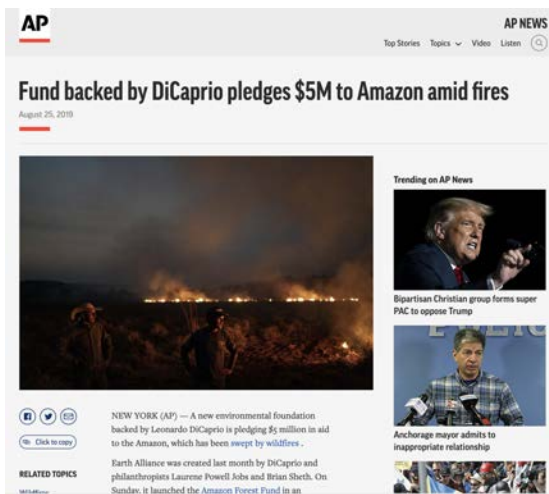 AP
AP NEWS
Top Stories Topics Video Listen
Fund backed by DiCaprio pledges $5M to Amazon amid fires
August 25, 2019
Trending on AP News
Bipartisan Christian group forms super
PAC to oppose Trump
Anchorage mayor admits to
inappropriate relationship
Click to copy
RELATED TOPICS
NEW YORK (AP) — A new environmental foundation
backed by Leonardo DiCaprio is pledging $5 million in aid
to the Amazon, which has been swept by wildfires .
Earth Alliance was created last month by DiCaprio and
philanthropists Laurene Powell Jobs and Brian Sheth. On
Sunday, it launched the Amazon Forest Fund in an